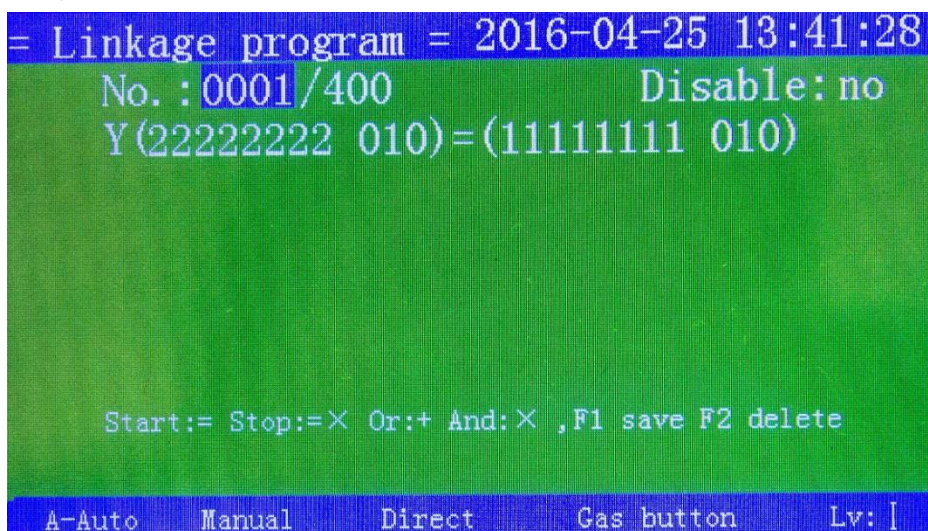 = Linkage program = 2016-04-25 13:41:28
No.:0001/400 Disable:no
Y(22222222 010)=(11111111 010)
Start:= Stop:=× Or:+ And:× ,F1 save F2 delete
A-Auto Manual Direct Gas button Lv:I